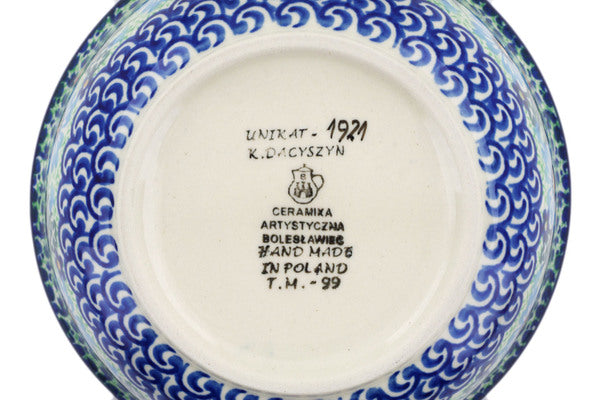 UNIKAT - 1921
K. DACYSZYN
B
CERAMIKA
ARTYSTYCZNA
BOLESŁAWIEC
HAND MADE
IN POLAND
T.M. - 99